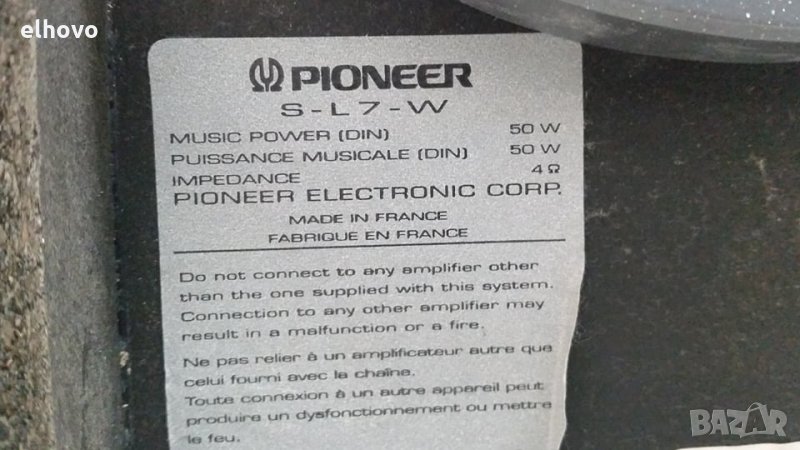 elhovo
PIONEER
S-L7-W
MUSIC POWER (DIN) 50 W
PUISSANCE MUSICALE (DIN) 50 W
IMPEDANCE 4Ω
PIONEER ELECTRONIC CORP.
MADE IN FRANCE
FABRIQUE EN FRANCE
Do not connect to any amplifier other
than the one supplied with this system.
Connection to any other amplifier may
result in a malfunction or a fire.
Ne pas relier à un amplificateur autre que
celui fourni avec la chaîne.
Toute connexion à un autre appareil peut
produire un dysfonctionnement ou mettre
le feu.
BAZAR